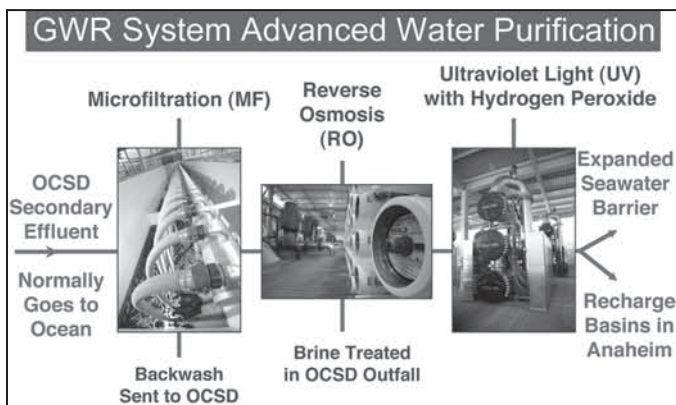 GWR System Advanced Water Purification
Microfiltration (MF)
Reverse
Osmosis
(RO)
Ultraviolet Light (UV)
with Hydrogen Peroxide
OCSD
Secondary
Effluent
Normally
Goes to
Ocean
Expanded
Seawater
Barrier
Recharge
Basins in
Anaheim
Backwash
Sent to OCSD
Brine Treated
in OCSD Outfall